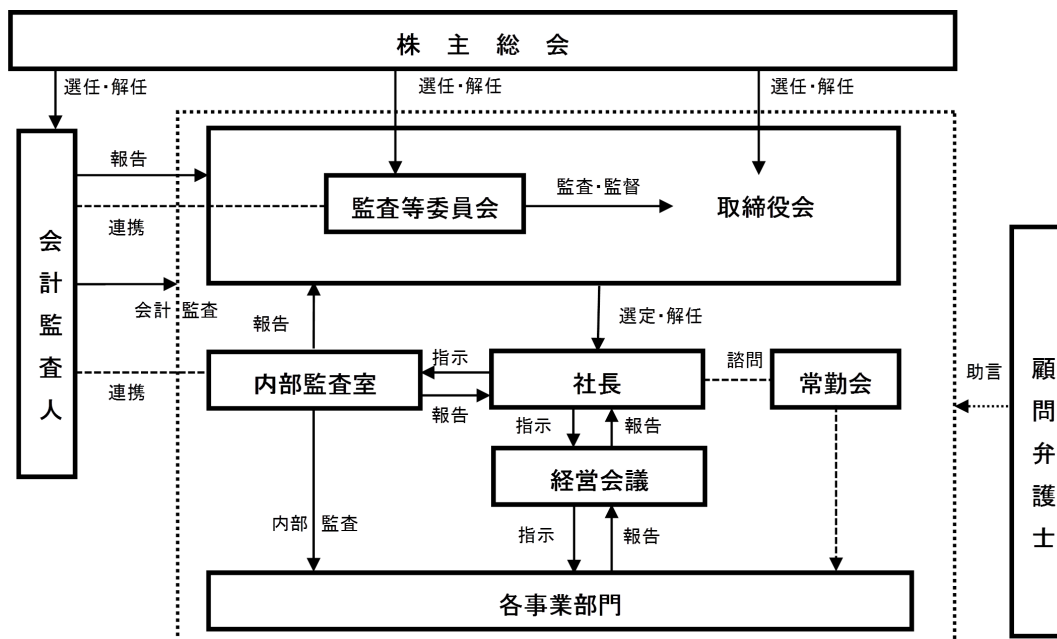 株主総会
選任・解任
選任・解任
選任・解任
報告
監査等委員会
監査・監督
取締役会
連携
会計監査人
会計監査
報告
選定・解任
内部監査室
指示
報告
社長
諮問
常勤会
助言
顧問弁護士
連携
指示
報告
経営会議
内部監査
指示
報告
各事業部門